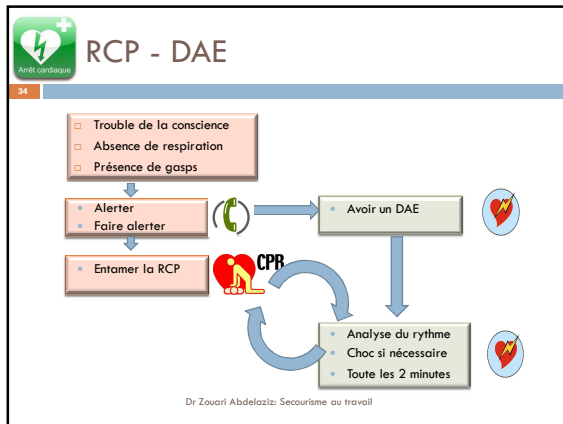 Arrêt cardiaque
RCP - DAE
34
Trouble de la conscience
Absence de respiration
Présence de gasps
Alerter
Faire alerter
Avoir un DAE
Entamer la RCP
CPR
Analyse du rythme
Choc si nécessaire
Toute les 2 minutes
Dr Zouari Abdelaziz: Secourisme au travail